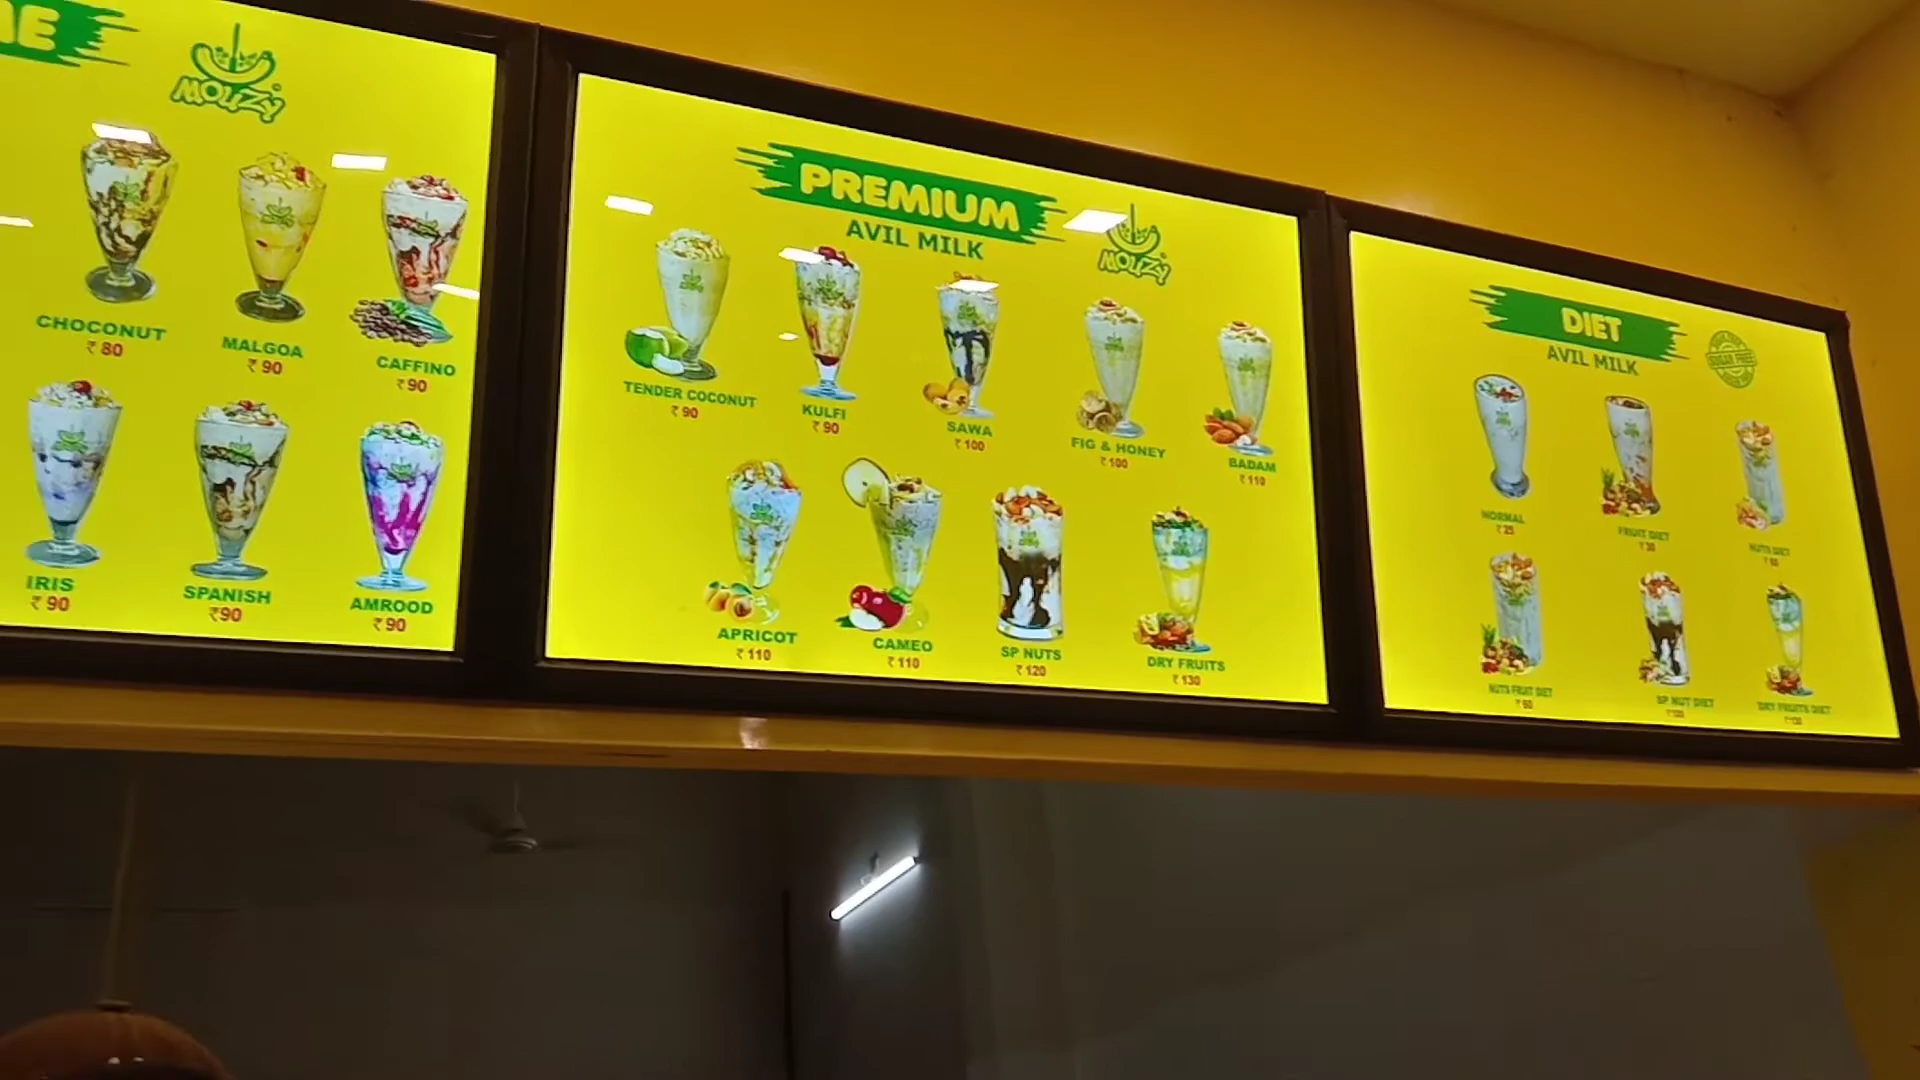 MOUZY
CHOCONUT
₹ 80
MALGOA
₹ 90
CAFFINO
₹ 90
IRIS
₹ 90
SPANISH
₹90
AMROOD
₹ 90
PREMIUM
AVIL MILK
MOUZY
TENDER COCONUT
₹ 90
KULFI
₹ 90
SAWA
₹ 100
FIG & HONEY
₹ 100
BADAM
₹ 110
APRICOT
₹ 110
CAMEO
₹ 110
SP NUTS
₹ 120
DRY FRUITS
₹ 130
DIET
AVIL MILK
SUGAR FREE
NORMAL
FRUIT DIET
NUTS DIET
NUTS FRUIT DIET
SP NUT DIET
DRY FRUITS DIET